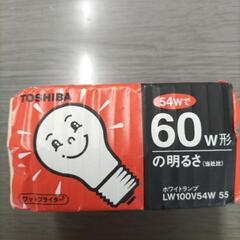 TOSHIBA
ワットブライター
54Wで
60W形
の明るさ(当社比)
ホワイトランプ
LW100V54W 55